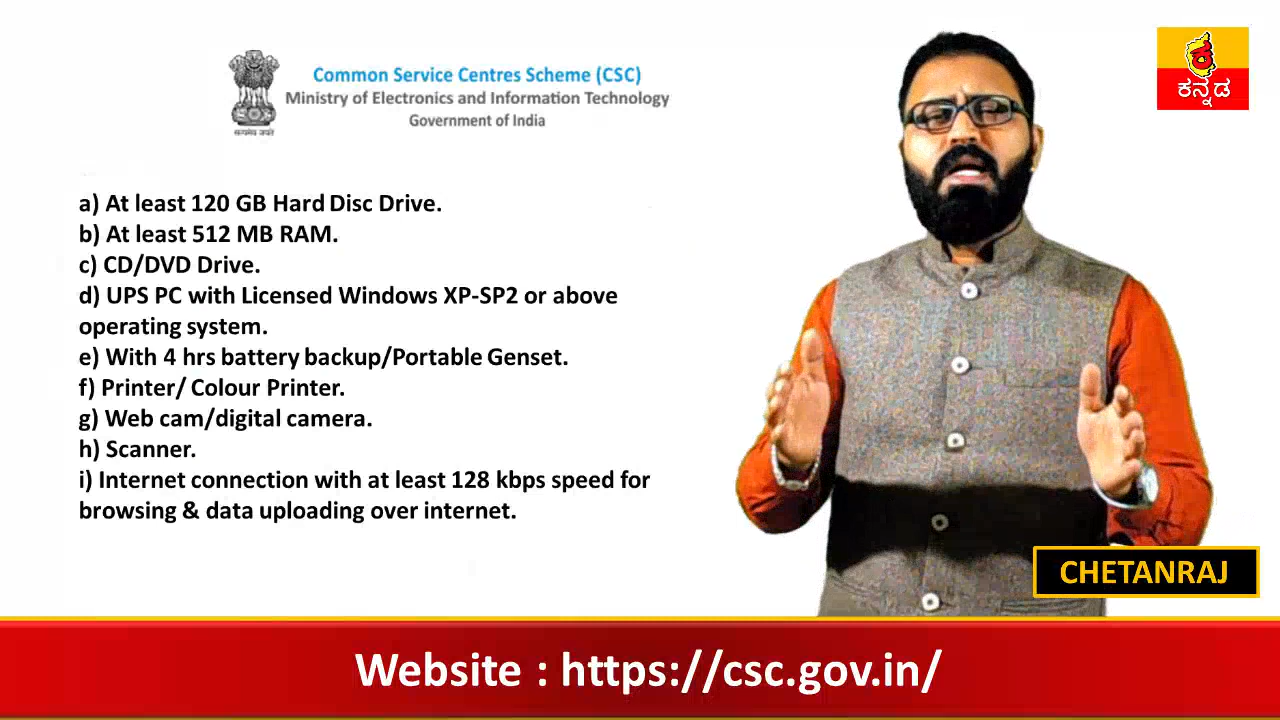 Common Service Centres Scheme (CSC)
Ministry of Electronics and Information Technology
Government of India
सत्यमेव जयते
ಕ
ಕನ್ನಡ
a) At least 120 GB Hard Disc Drive.
b) At least 512 MB RAM.
c) CD/DVD Drive.
d) UPS PC with Licensed Windows XP-SP2 or above
operating system.
e) With 4 hrs battery backup/Portable Genset.
f) Printer/ Colour Printer.
g) Web cam/digital camera.
h) Scanner.
i) Internet connection with at least 128 kbps speed for
browsing & data uploading over internet.
CHETANRAJ
Website : https://csc.gov.in/